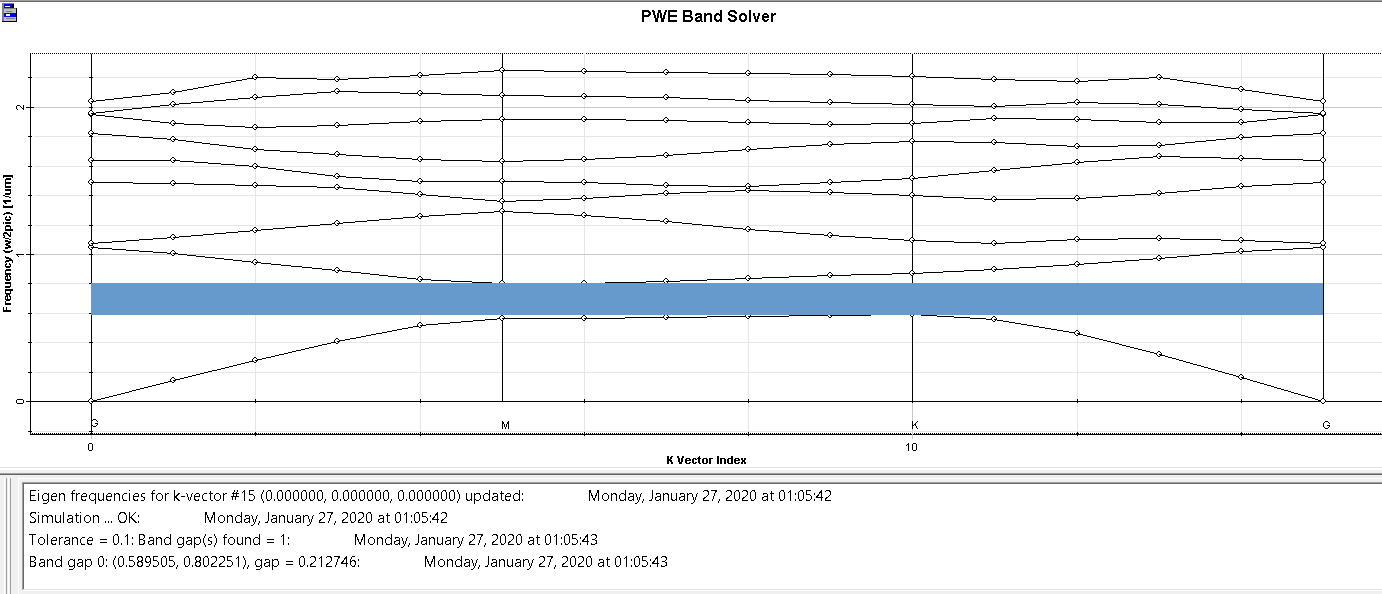 PWE Band Solver
Frequency (w/2pic) [1/um]
2
1
0
G
M
K
G
0
10
K Vector Index
Eigen frequencies for k-vector #15 (0.000000, 0.000000, 0.000000) updated: Monday, January 27, 2020 at 01:05:42
Simulation ... OK: Monday, January 27, 2020 at 01:05:42
Tolerance = 0.1: Band gap(s) found = 1: Monday, January 27, 2020 at 01:05:43
Band gap 0: (0.589505, 0.802251), gap = 0.212746: Monday, January 27, 2020 at 01:05:43